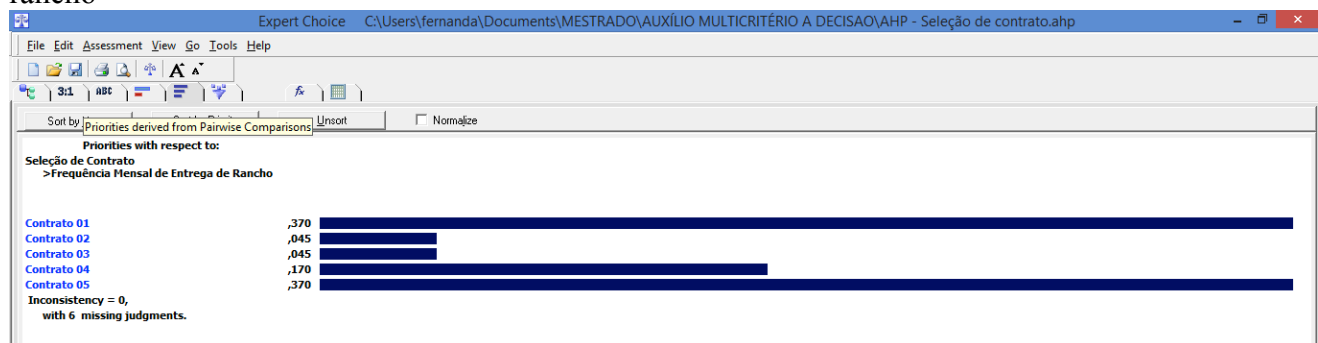 rancho
Expert Choice C:\Users\fernanda\Documents\MESTRADO\AUXÍLIO MULTICRITÉRIO A DECISAO\AHP - Seleção de contrato.ahp
File Edit Assessment View Go Tools Help
3:1 ABC fx
Sort by Unsort Normalize
Priorities derived from Pairwise Comparisons
Priorities with respect to:
Seleção de Contrato
>Frequência Mensal de Entrega de Rancho
Contrato 01 ,370
Contrato 02 ,045
Contrato 03 ,045
Contrato 04 ,170
Contrato 05 ,370
Inconsistency = 0,
with 6 missing judgments.